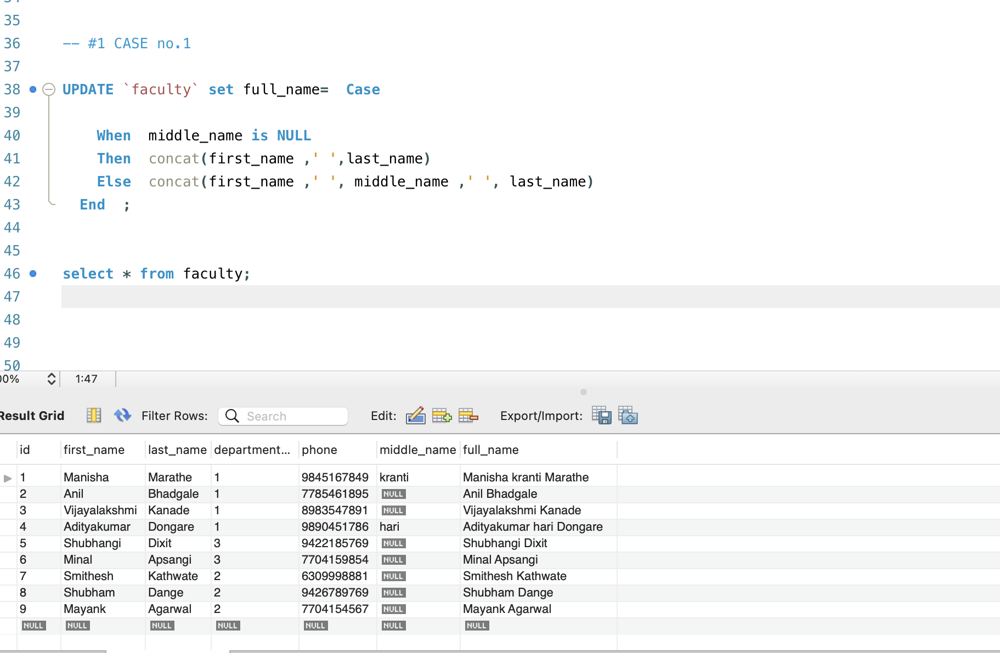 35
36 -- #1 CASE no.1
37
38 UPDATE `faculty` set full_name=  Case
39
40 When  middle_name is NULL
41 Then  concat(first_name ,' ',last_name)
42 Else  concat(first_name ,' ', middle_name ,' ', last_name)
43 End  ;
44
45
46 select * from faculty;
47
48
49
50
00% 1:47
Result Grid Filter Rows: Search Edit: Export/Import:
id first_name last_name department... phone middle_name full_name
1 Manisha Marathe 1 9845167849 kranti Manisha kranti Marathe
2 Anil Bhadgale 1 7785461895 NULL Anil Bhadgale
3 Vijayalakshmi Kanade 1 8983547891 NULL Vijayalakshmi Kanade
4 Adityakumar Dongare 1 9890451786 hari Adityakumar hari Dongare
5 Shubhangi Dixit 3 9422185769 NULL Shubhangi Dixit
6 Minal Apsangi 3 7704159854 NULL Minal Apsangi
7 Smithesh Kathwate 2 6309998881 NULL Smithesh Kathwate
8 Shubham Dange 2 9426789769 NULL Shubham Dange
9 Mayank Agarwal 2 7704154567 NULL Mayank Agarwal
NULL NULL NULL NULL NULL NULL NULL